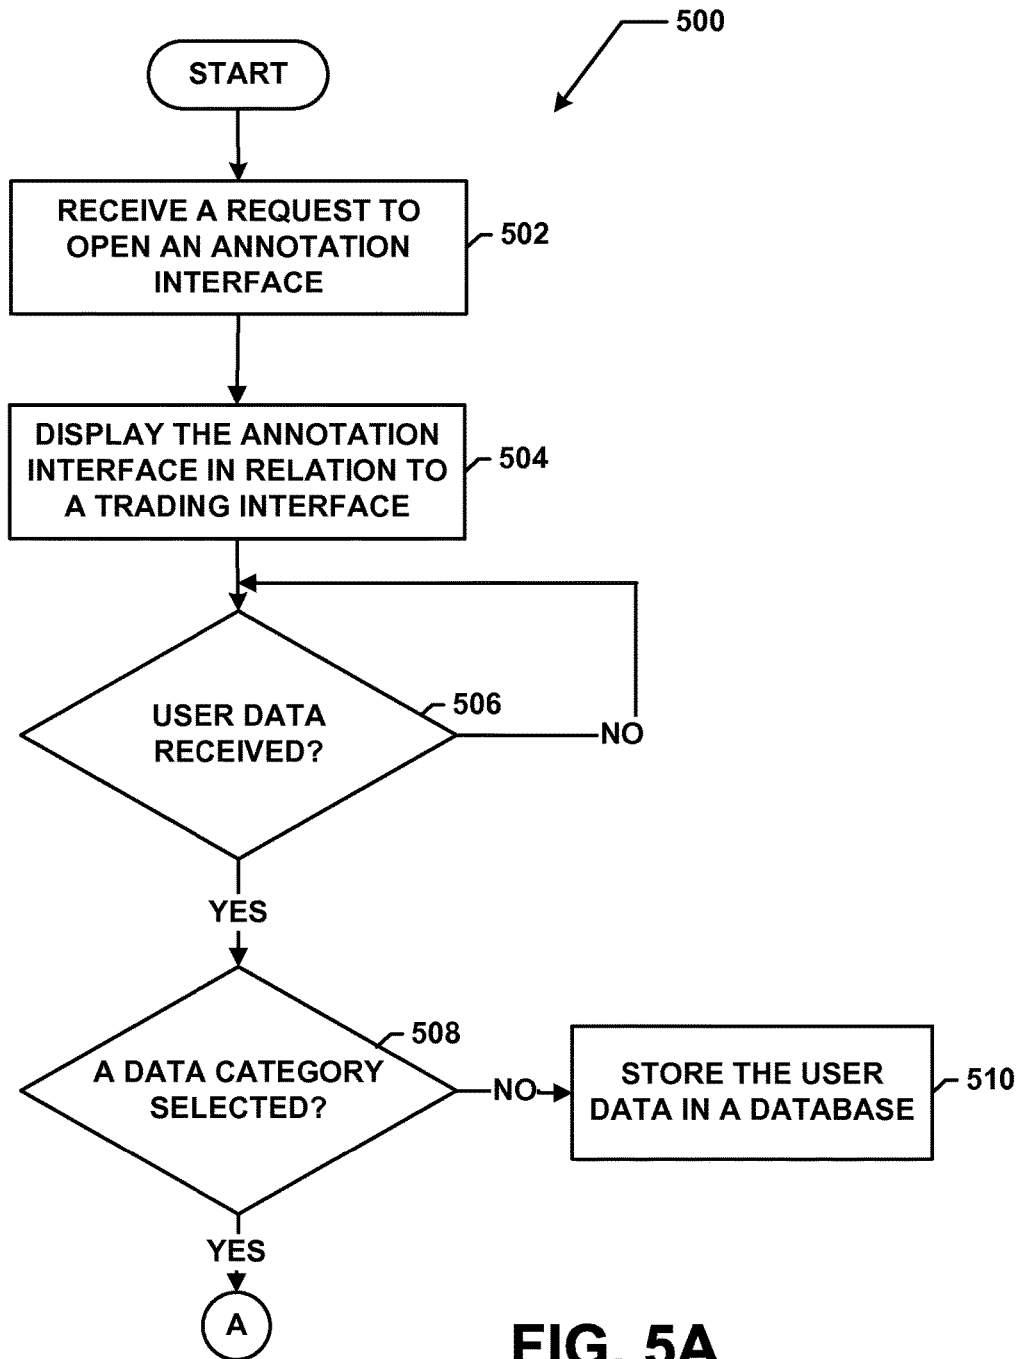 500
START
RECEIVE A REQUEST TO
OPEN AN ANNOTATION
INTERFACE
502
DISPLAY THE ANNOTATION
INTERFACE IN RELATION TO
A TRADING INTERFACE
504
USER DATA
RECEIVED?
506
NO
YES
A DATA CATEGORY
SELECTED?
508
NO
STORE THE USER
DATA IN A DATABASE
510
YES
A
FIG. 5A